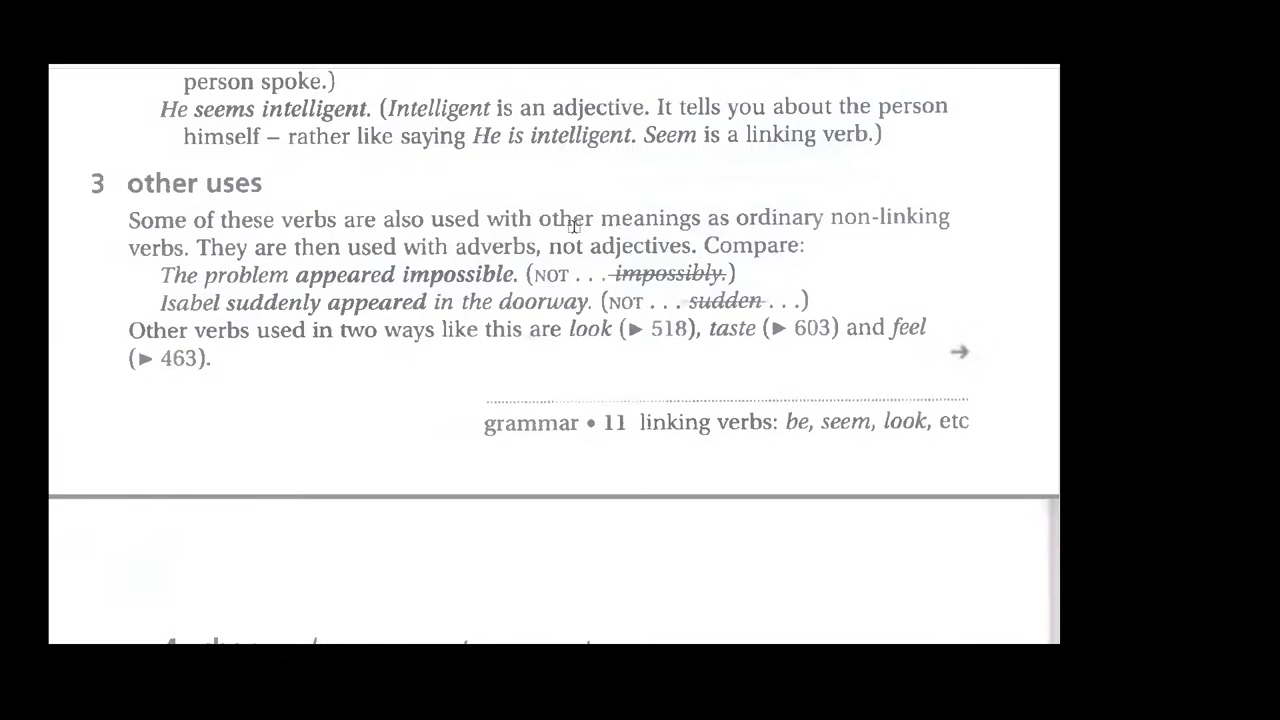 person spoke.)
He seems intelligent. (Intelligent is an adjective. It tells you about the person
himself – rather like saying He is intelligent. Seem is a linking verb.)
3 other uses
Some of these verbs are also used with other meanings as ordinary non-linking
verbs. They are then used with adverbs, not adjectives. Compare:
The problem appeared impossible. (NOT . . . impossibly.)
Isabel suddenly appeared in the doorway. (NOT . . . sudden . . .)
Other verbs used in two ways like this are look (► 518), taste (► 603) and feel
(► 463). ➔
grammar • 11 linking verbs: be, seem, look, etc